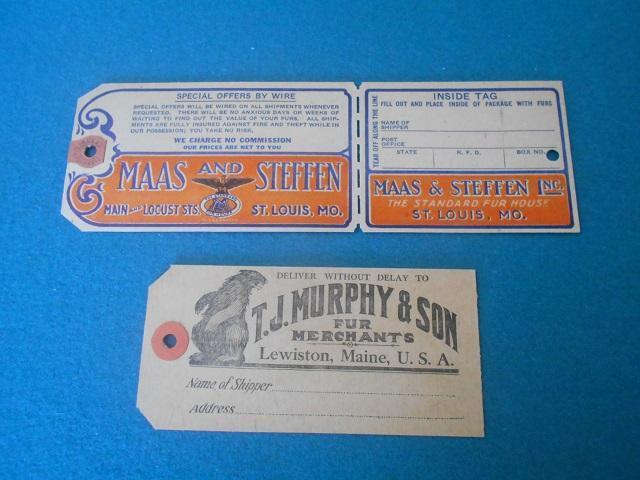 SPECIAL OFFERS BY WIRE
SPECIAL OFFERS WILL BE WIRED ON ALL SHIPMENTS WHENEVER
REQUESTED. THERE WILL BE NO ANXIOUS DAYS OR WEEKS OF
WAITING TO FIND OUT THE VALUE OF YOUR FURS. ALL SHIP-
MENTS ARE FULLY INSURED AGAINST FIRE AND THEFT WHILE IN
OUR POSSESSION; YOU TAKE NO RISK.
WE CHARGE NO COMMISSION
OUR PRICES ARE NET TO YOU
MAAS AND STEFFEN
MAIN AND LOCUST STS. ST. LOUIS, MO.
TEAR OFF ALONG THE LINE
INSIDE TAG
FILL OUT AND PLACE INSIDE OF PACKAGE WITH FURS
NAME OF
SHIPPER
POST
OFFICE
STATE R. F. D. BOX NO.
MAAS & STEFFEN INC.
THE STANDARD FUR HOUSE
ST. LOUIS, MO.
DELIVER WITHOUT DELAY TO
T.J. MURPHY & SON
FUR
MERCHANTS
Lewiston, Maine, U. S. A.
Name of Shipper
Address